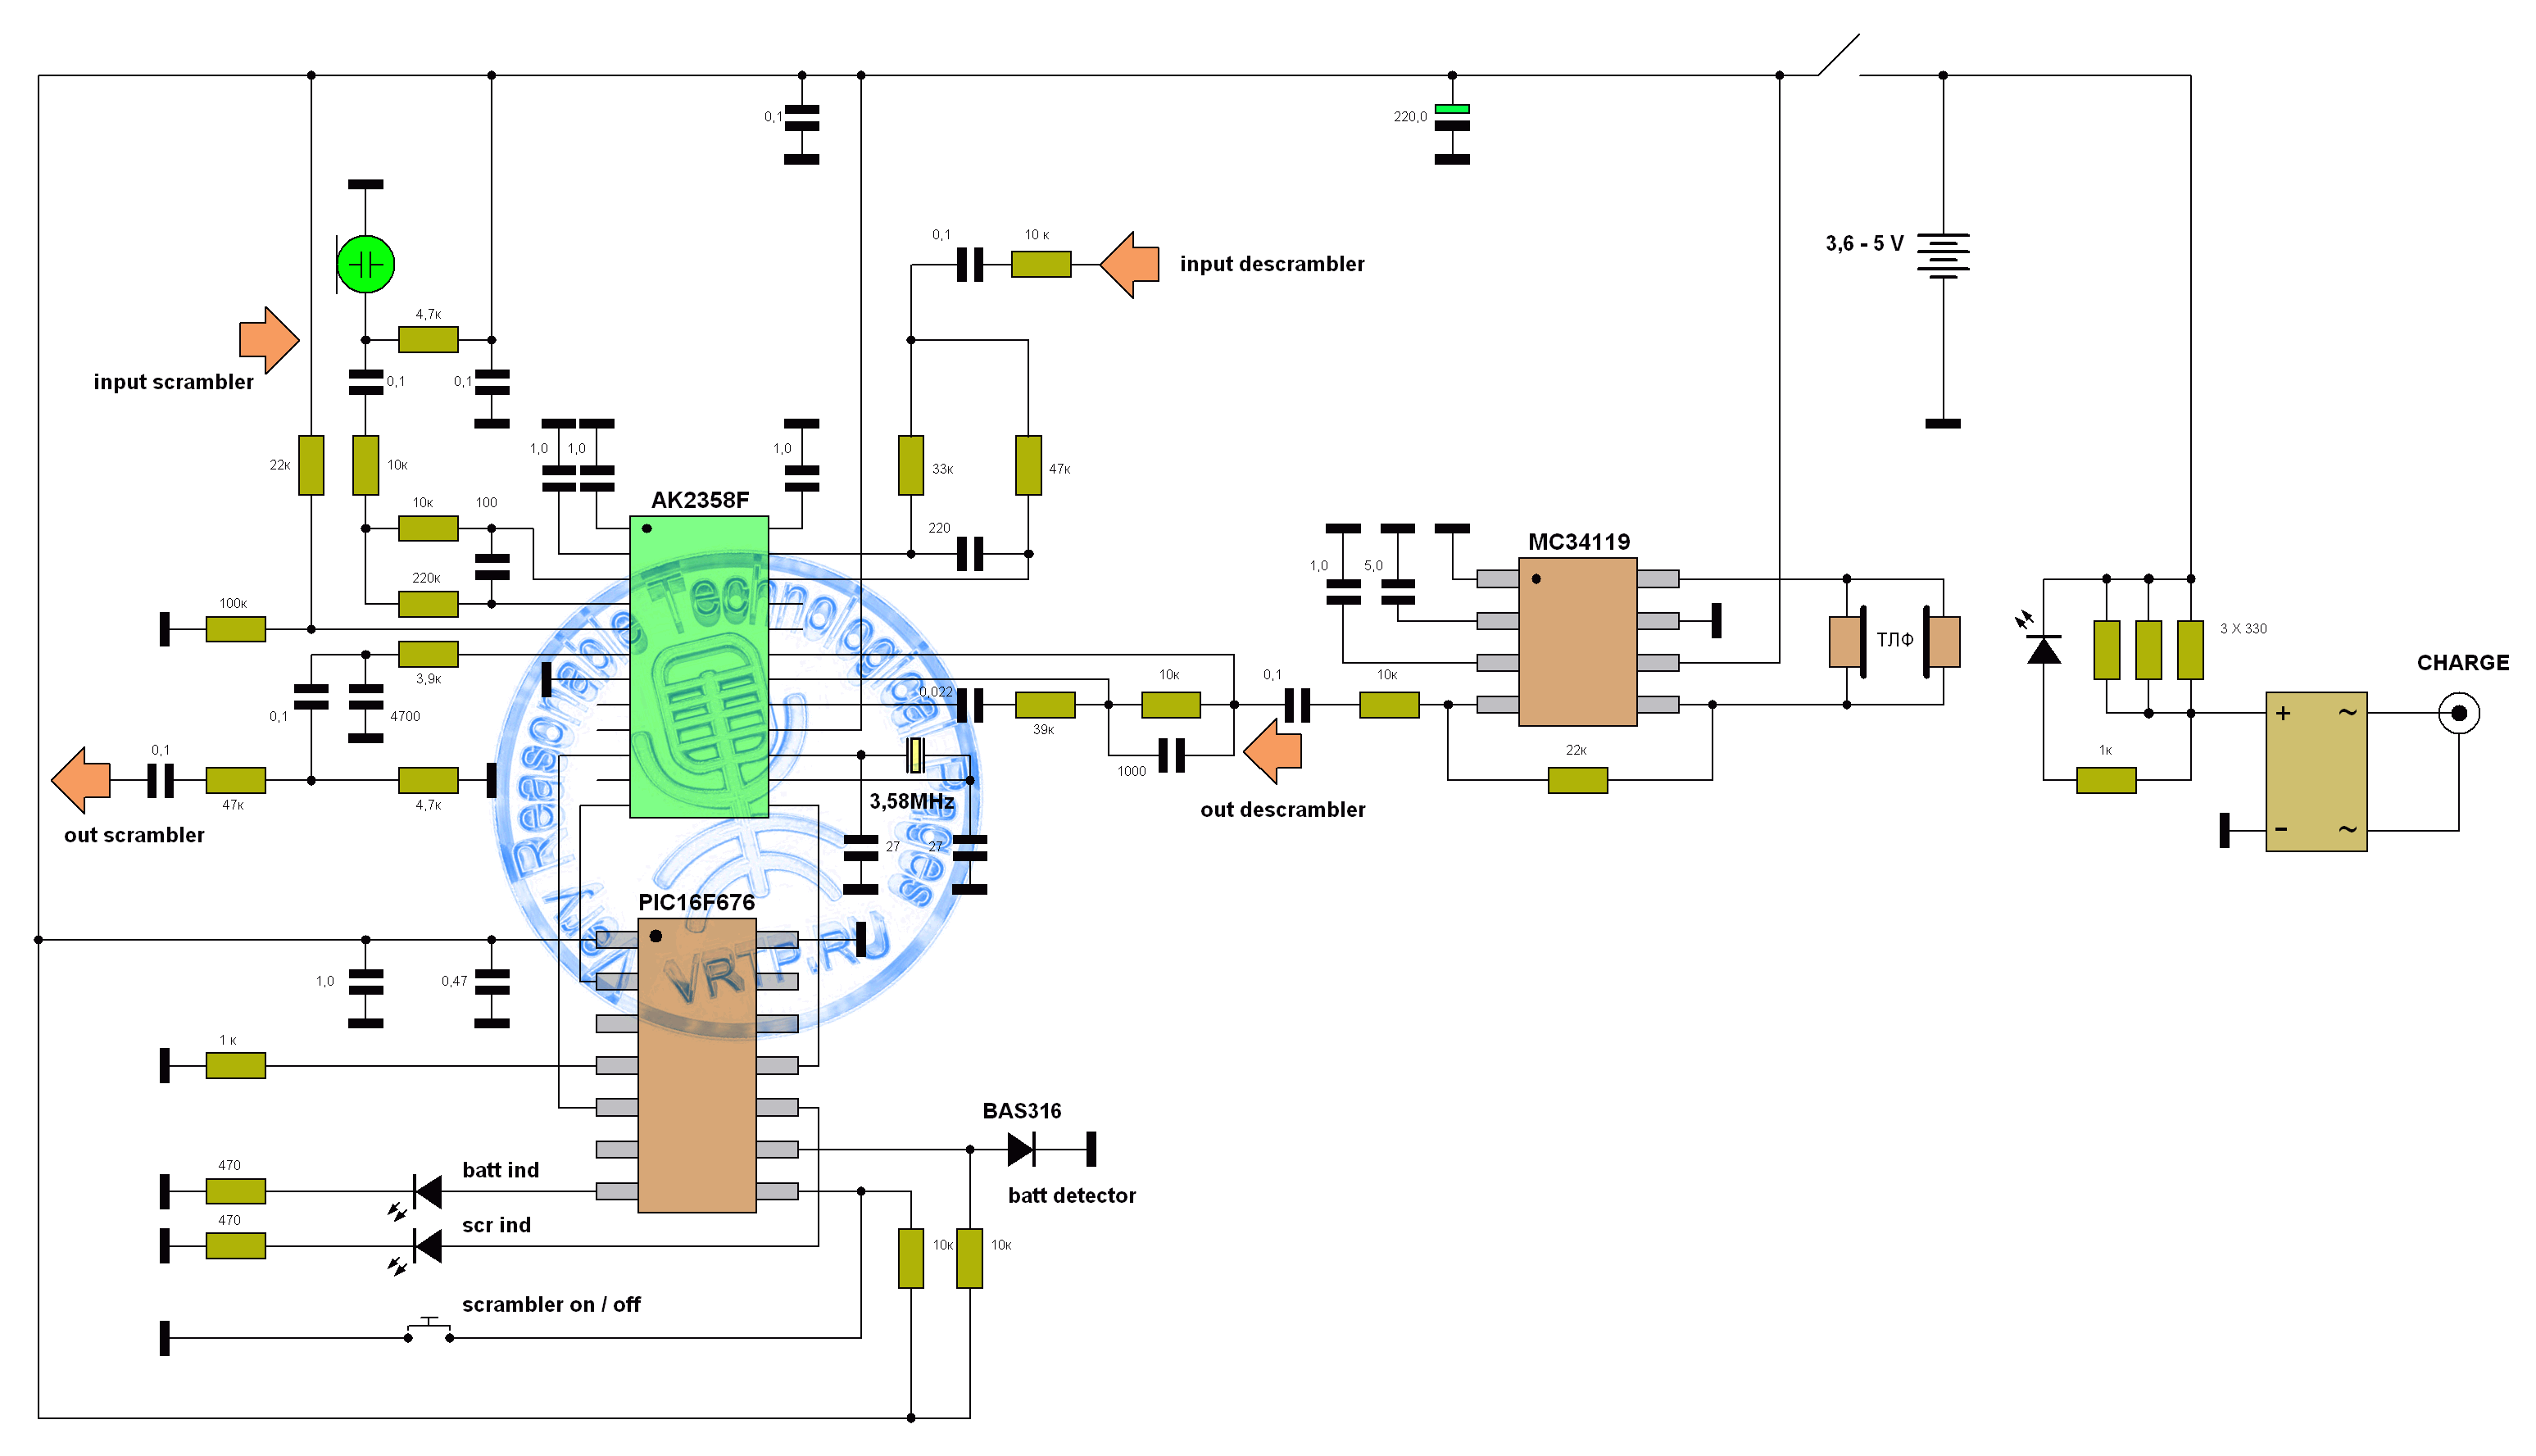 0,1
220,0
0,1
10 к
input descrambler
3,6 - 5 V
4,7к
input scrambler
0,1
0,1
22к
10к
1,0
1,0
1,0
33к
47к
10к
100
AK2358F
220
MC34119
1,0
5,0
220к
100к
3,9к
0,1
4700
ТЛФ
3 X 330
CHARGE
0,022
39к
10к
1000
0,1
10к
22к
1к
+
~
-
~
0,1
47к
4,7к
out scrambler
3,58MHz
out descrambler
27
27
Reasonable Technological Pages
VRTP.RU
PIC16F676
1,0
0,47
1 к
BAS316
batt detector
470
batt ind
470
scr ind
10к
10к
scrambler on / off